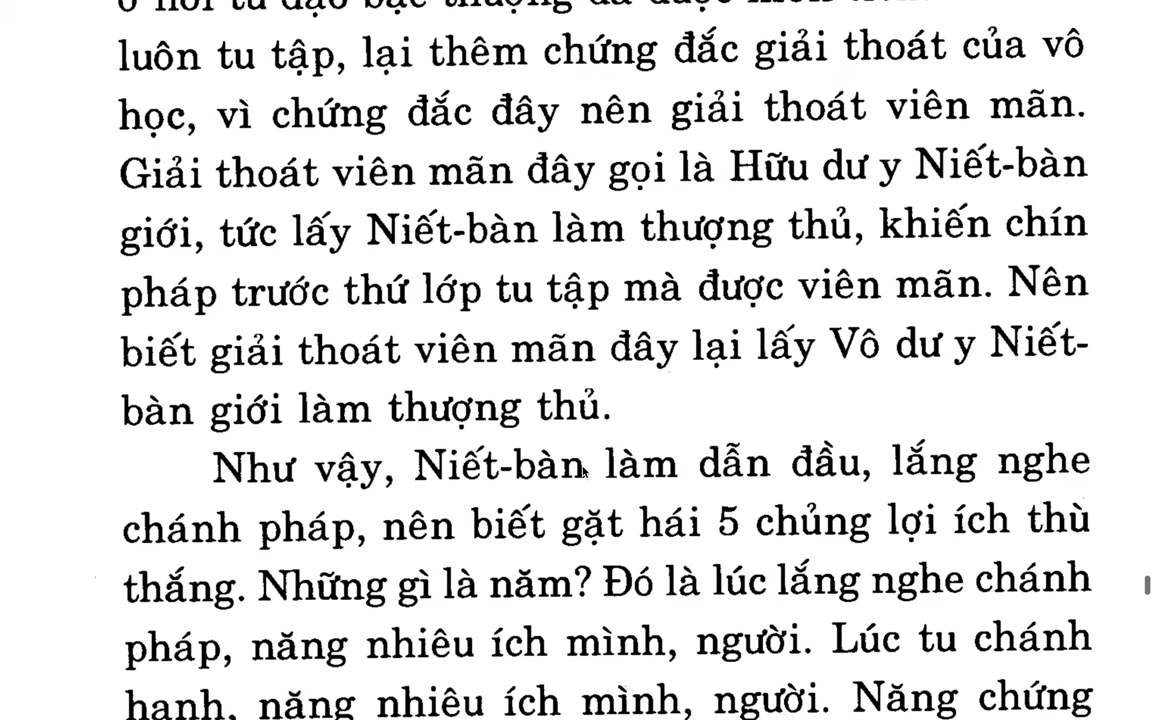 luôn tu tập, lại thêm chứng đắc giải thoát của vô
học, vì chứng đắc đây nên giải thoát viên mãn.
Giải thoát viên mãn đây gọi là Hữu dư y Niết-bàn
giới, tức lấy Niết-bàn làm thượng thủ, khiến chín
pháp trước thứ lớp tu tập mà được viên mãn. Nên
biết giải thoát viên mãn đây lại lấy Vô dư y Niết-
bàn giới làm thượng thủ.
Như vậy, Niết-bàn làm dẫn đầu, lắng nghe
chánh pháp, nên biết gặt hái 5 chủng lợi ích thù
thắng. Những gì là năm? Đó là lúc lắng nghe chánh
pháp, năng nhiêu ích mình, người. Lúc tu chánh
hạnh, năng nhiêu ích mình, người. Năng chứng